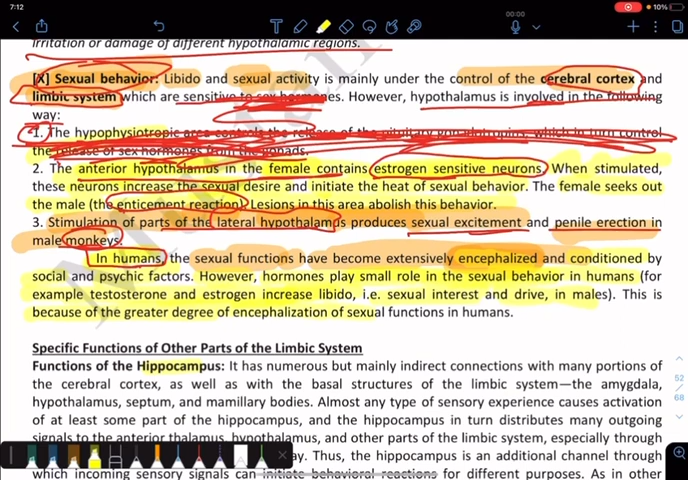 7:12
00:00
10%
irritation or damage of different hypothalamic regions.
[X] Sexual behavior: Libido and sexual activity is mainly under the control of the cerebral cortex and
limbic system which are sensitive to sex hormones. However, hypothalamus is involved in the following
way:
1. The hypophysiotropic area controls the release of the pituitary gonadotropins, which in turn control
the release of sex hormones from the gonads.
2. The anterior hypothalamus in the female contains estrogen sensitive neurons. When stimulated,
these neurons increase the sexual desire and initiate the heat of sexual behavior. The female seeks out
the male (the enticement reaction). Lesions in this area abolish this behavior.
3. Stimulation of parts of the lateral hypothalamus produces sexual excitement and penile erection in
male monkeys.
In humans, the sexual functions have become extensively encephalized and conditioned by
social and psychic factors. However, hormones play small role in the sexual behavior in humans (for
example testosterone and estrogen increase libido, i.e. sexual interest and drive, in males). This is
because of the greater degree of encephalization of sexual functions in humans.
Specific Functions of Other Parts of the Limbic System
Functions of the Hippocampus: It has numerous but mainly indirect connections with many portions of
the cerebral cortex, as well as with the basal structures of the limbic system—the amygdala,
hypothalamus, septum, and mamillary bodies. Almost any type of sensory experience causes activation
of at least some part of the hippocampus, and the hippocampus in turn distributes many outgoing
signals to the anterior thalamus, hypothalamus, and other parts of the limbic system, especially through
ay. Thus, the hippocampus is an additional channel through
which incoming sensory signals can initiate behavioral reactions for different purposes. As in other
52
68